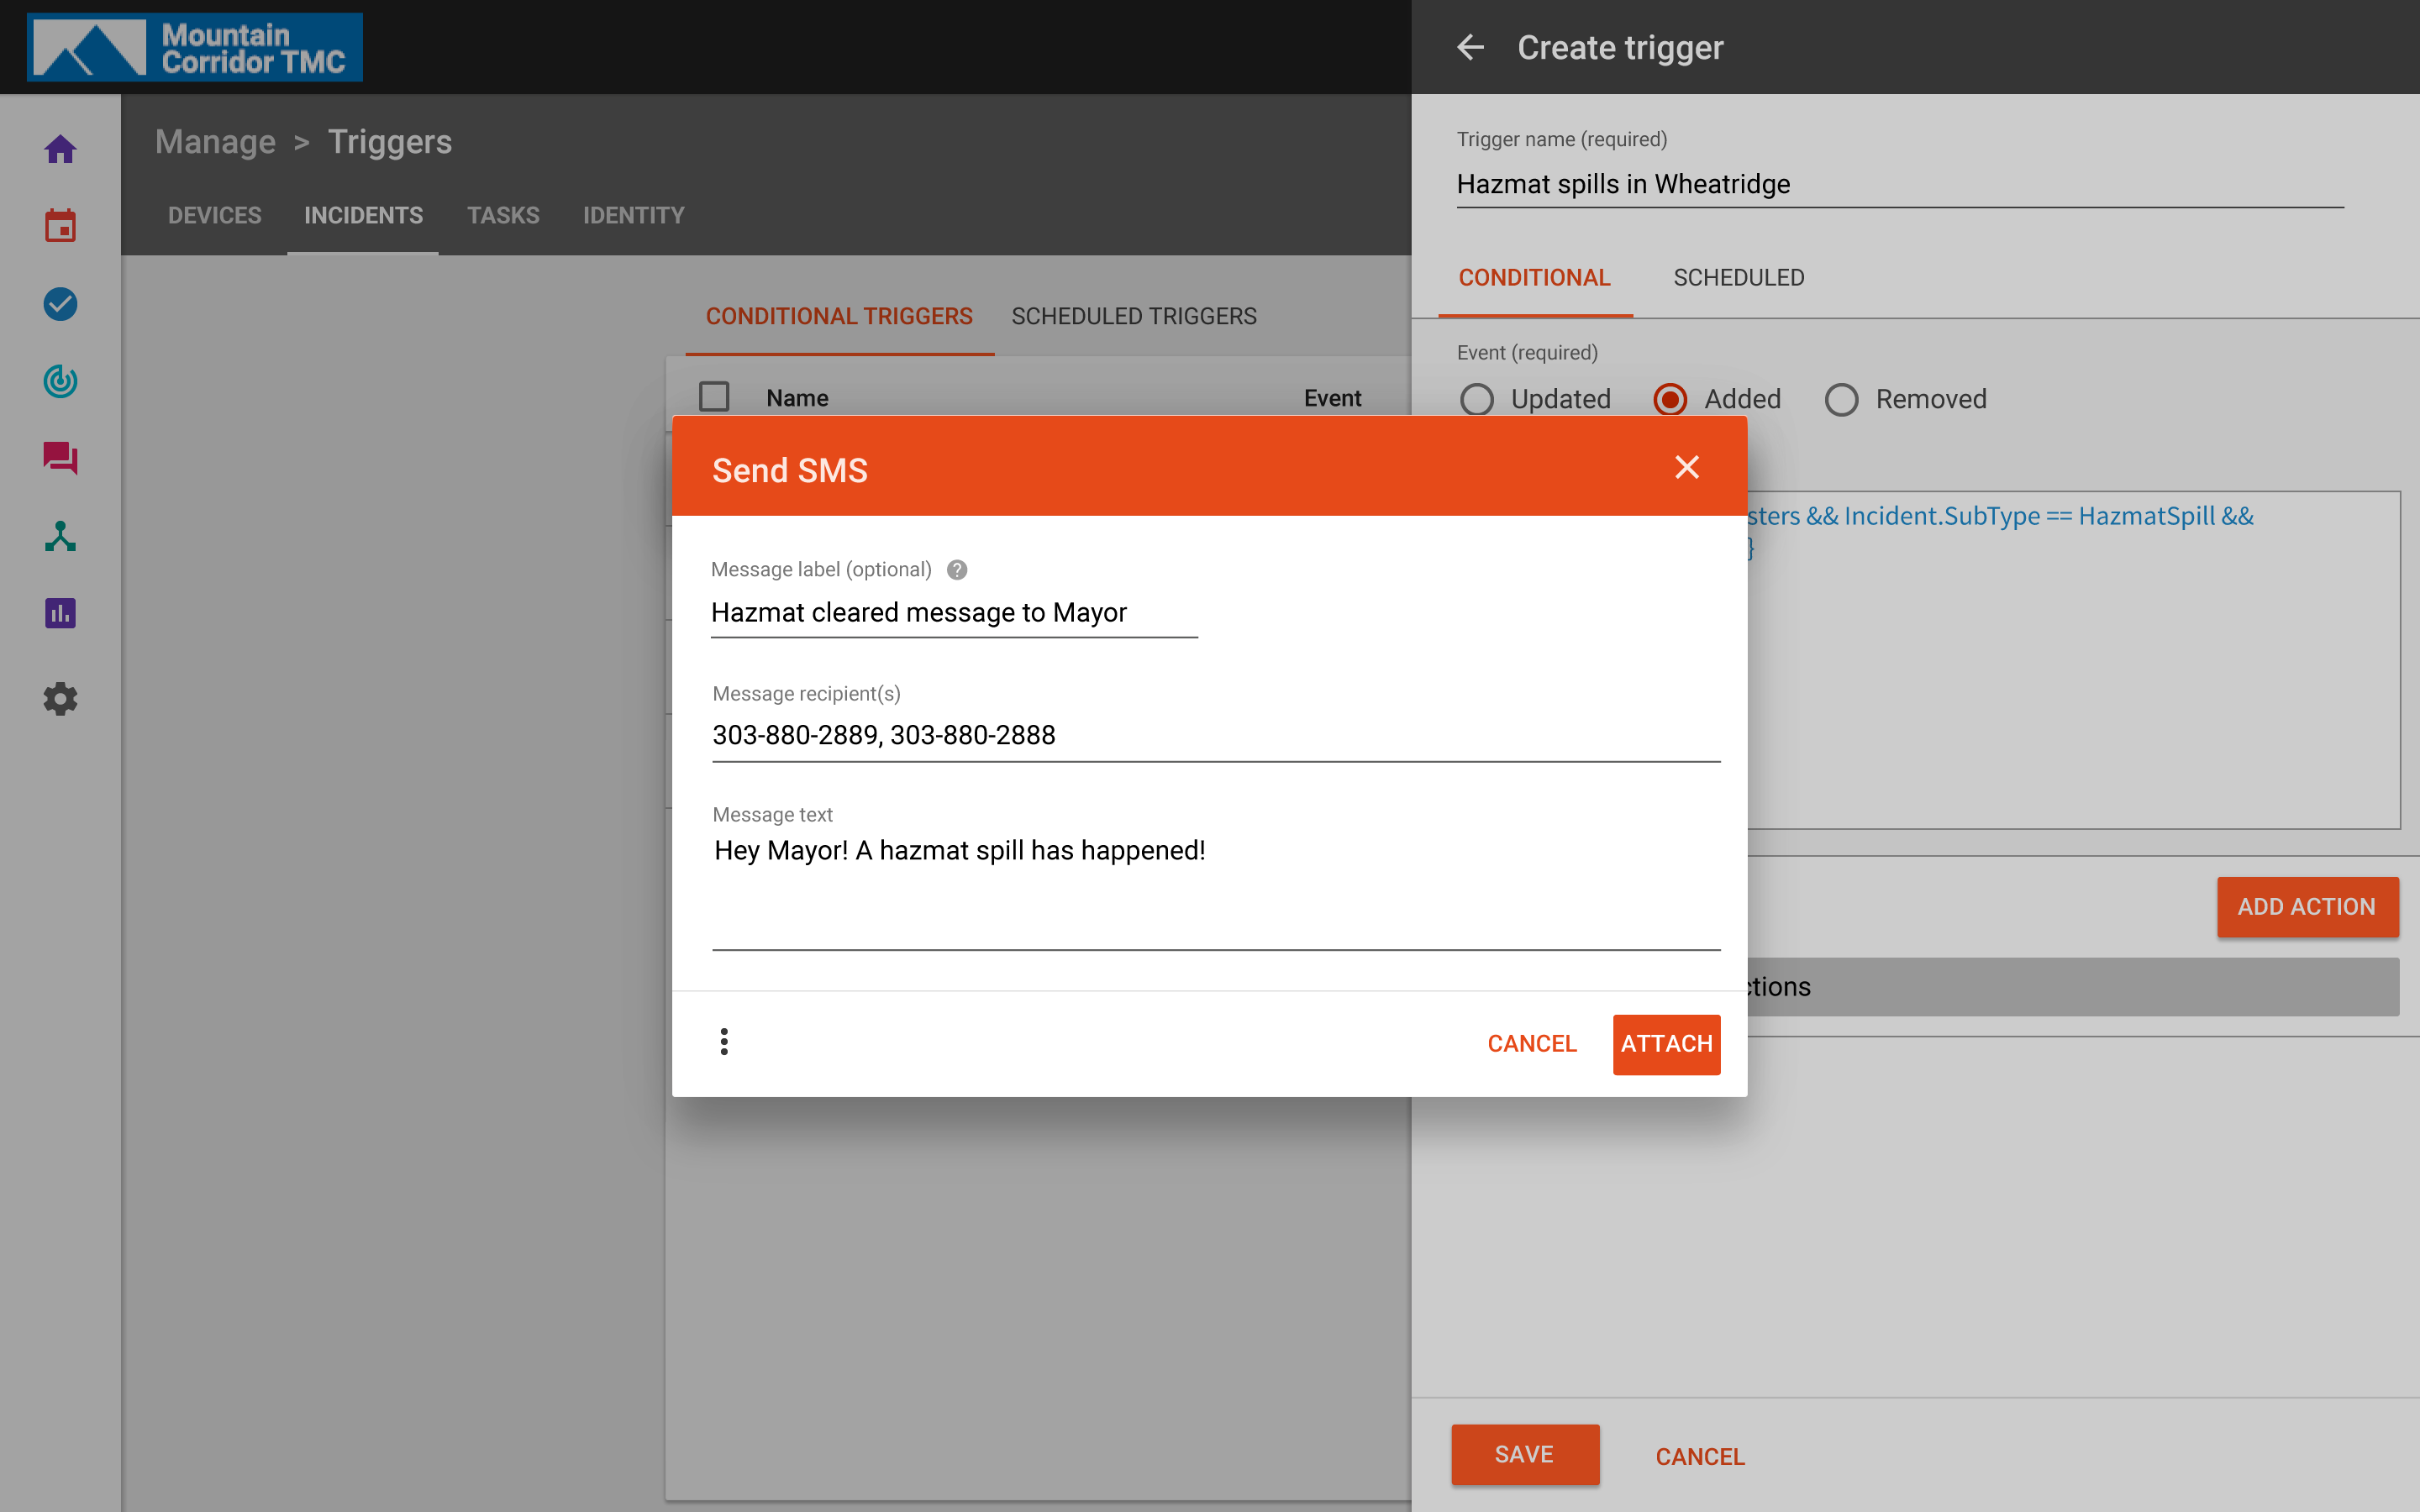 Mountain
Corridor TMC
Create trigger
Manage > Triggers
DEVICES INCIDENTS TASKS IDENTITY
Trigger name (required)
Hazmat spills in Wheatridge
CONDITIONAL SCHEDULED
CONDITIONAL TRIGGERS SCHEDULED TRIGGERS
Event (required)
Updated Added Removed
Name Event
Send SMS
&& Incident.SubType == HazmatSpill &&
}
Message label (optional) ?
Hazmat cleared message to Mayor
Message recipient(s)
303-880-2889, 303-880-2888
Message text
Hey Mayor! A hazmat spill has happened!
ADD ACTION
CANCEL ATTACH
SAVE CANCEL